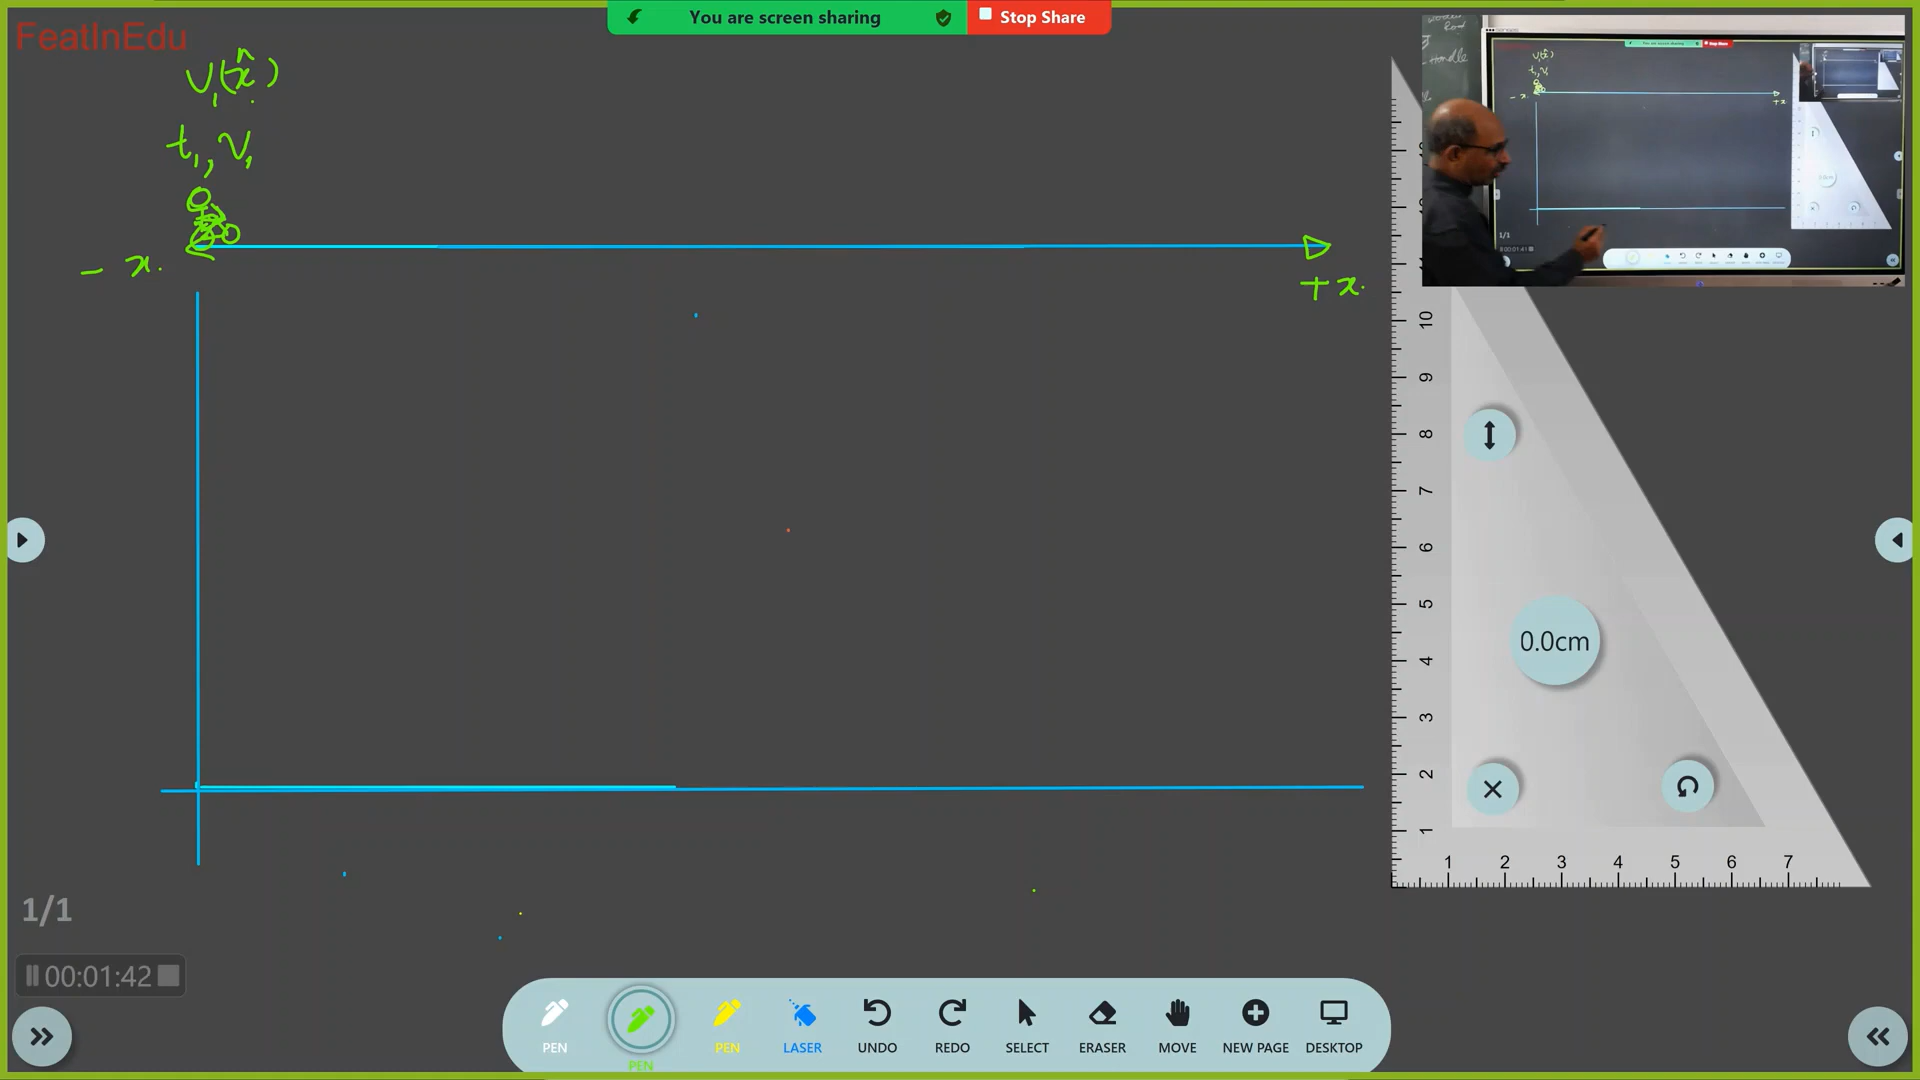 FeatInEdu
You are screen sharing
Stop Share
v₁(x̂)
t₁, v₁
- x.
+ x.
10
9
8
7
6
5
4
3
2
1
0.0cm
1 2 3 4 5 6 7
1/1
00:01:42
PEN PEN PEN LASER UNDO REDO SELECT ERASER MOVE NEW PAGE DESKTOP